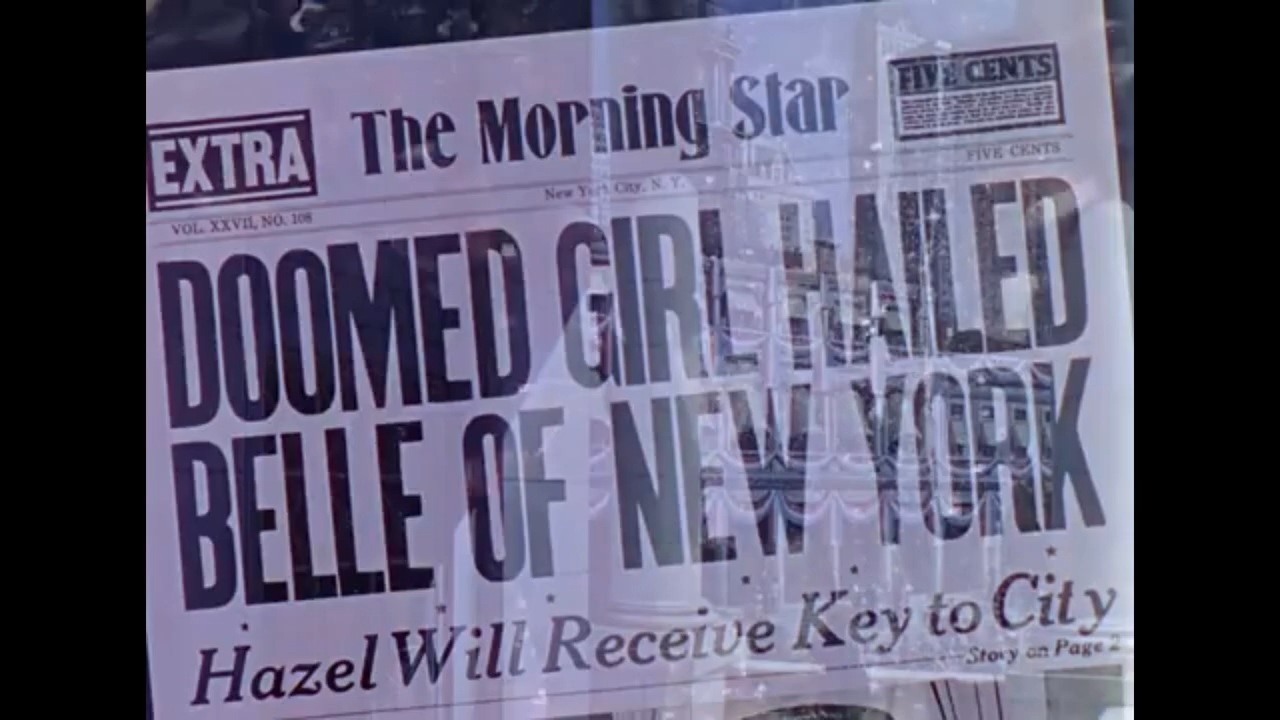 EXTRA
The Morning Star
FIVE CENTS
FIVE CENTS
New York City, N. Y.
VOL. XXVII, NO. 108
DOOMED GIRL HAILED
BELLE OF NEW YORK
Hazel Will Receive Key to City
Story on Page 2